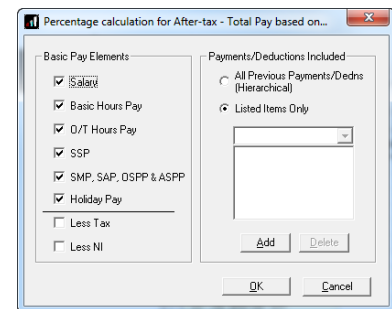 Percentage calculation for After-tax - Total Pay based on...
Basic Pay Elements
Salary
Basic Hours Pay
O/T Hours Pay
SSP
SMP, SAP, OSPP & ASPP
Holiday Pay
Less Tax
Less NI
Payments/Deductions Included
All Previous Payments/Dedns
(Hierarchical)
Listed Items Only
Add Delete
OK Cancel